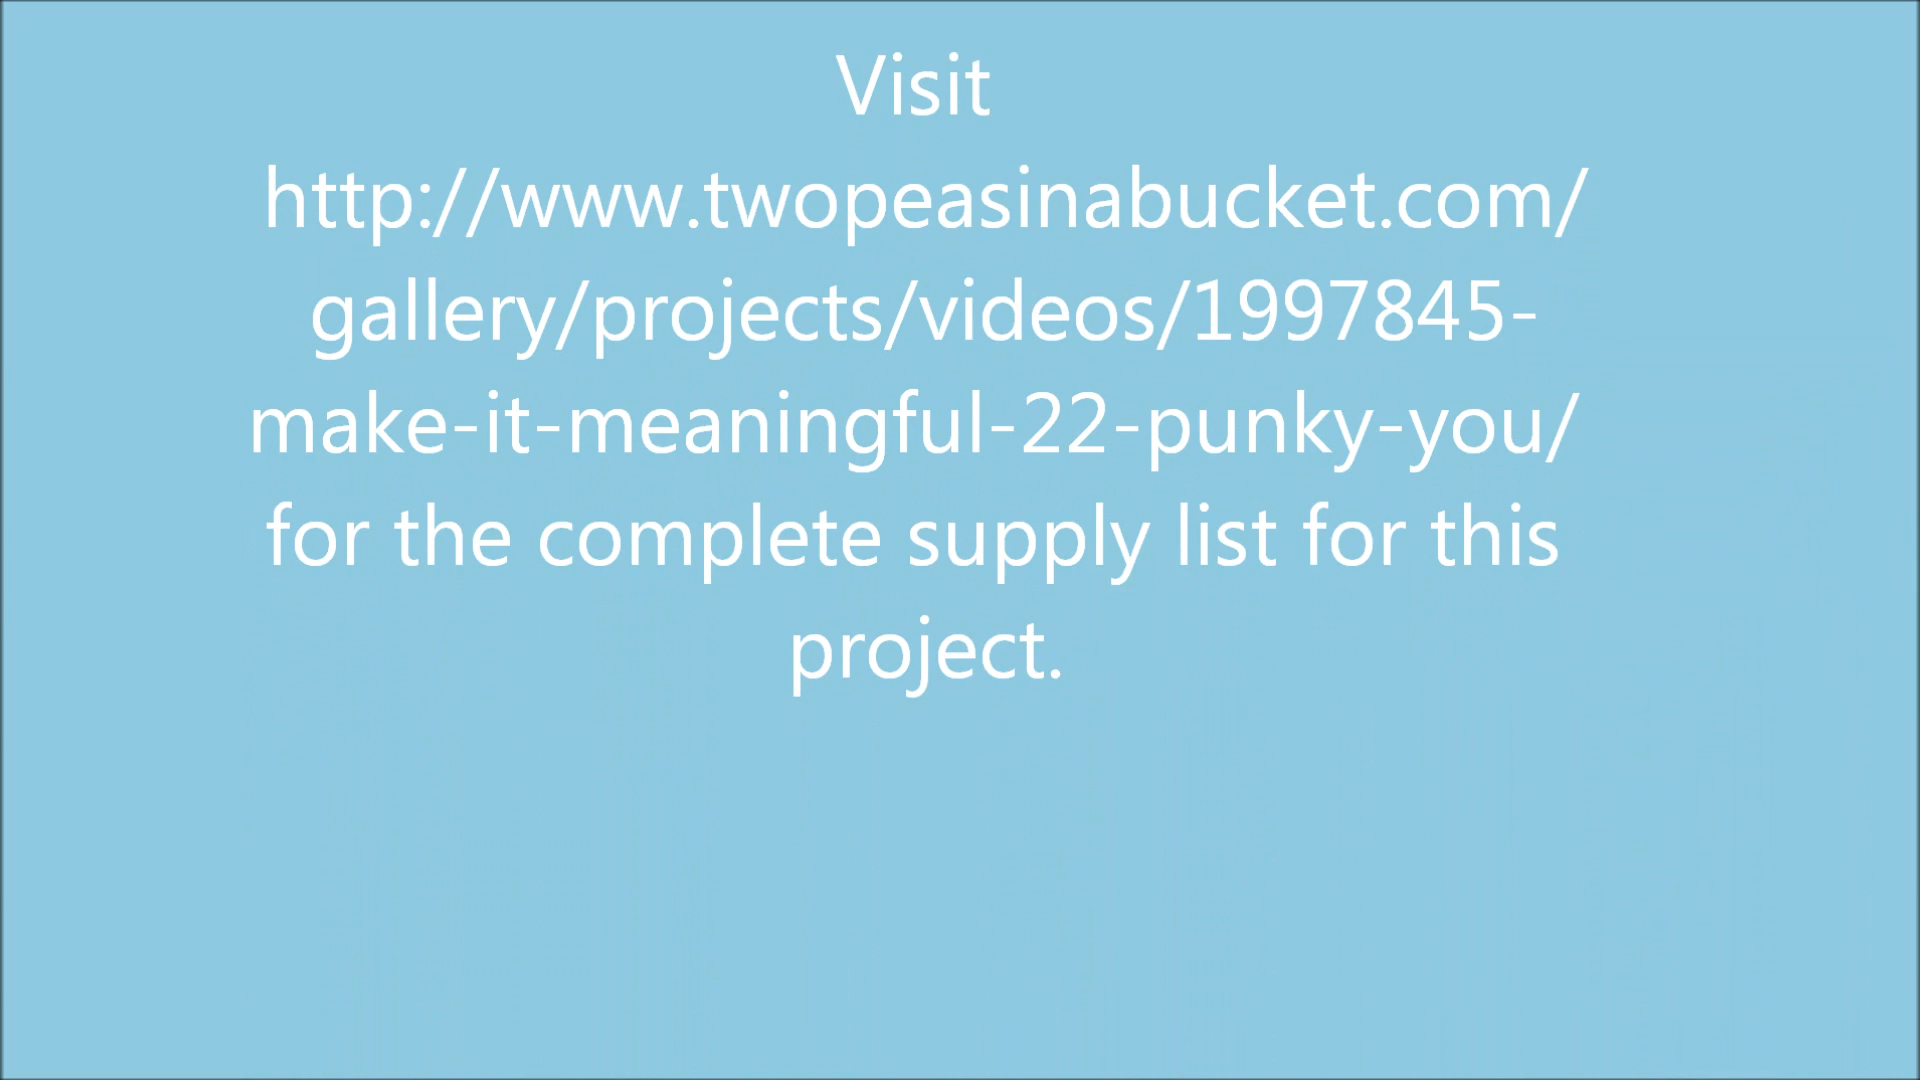 Visit
http://www.twopeasinabucket.com/
gallery/projects/videos/1997845-
make-it-meaningful-22-punky-you/
for the complete supply list for this
project.